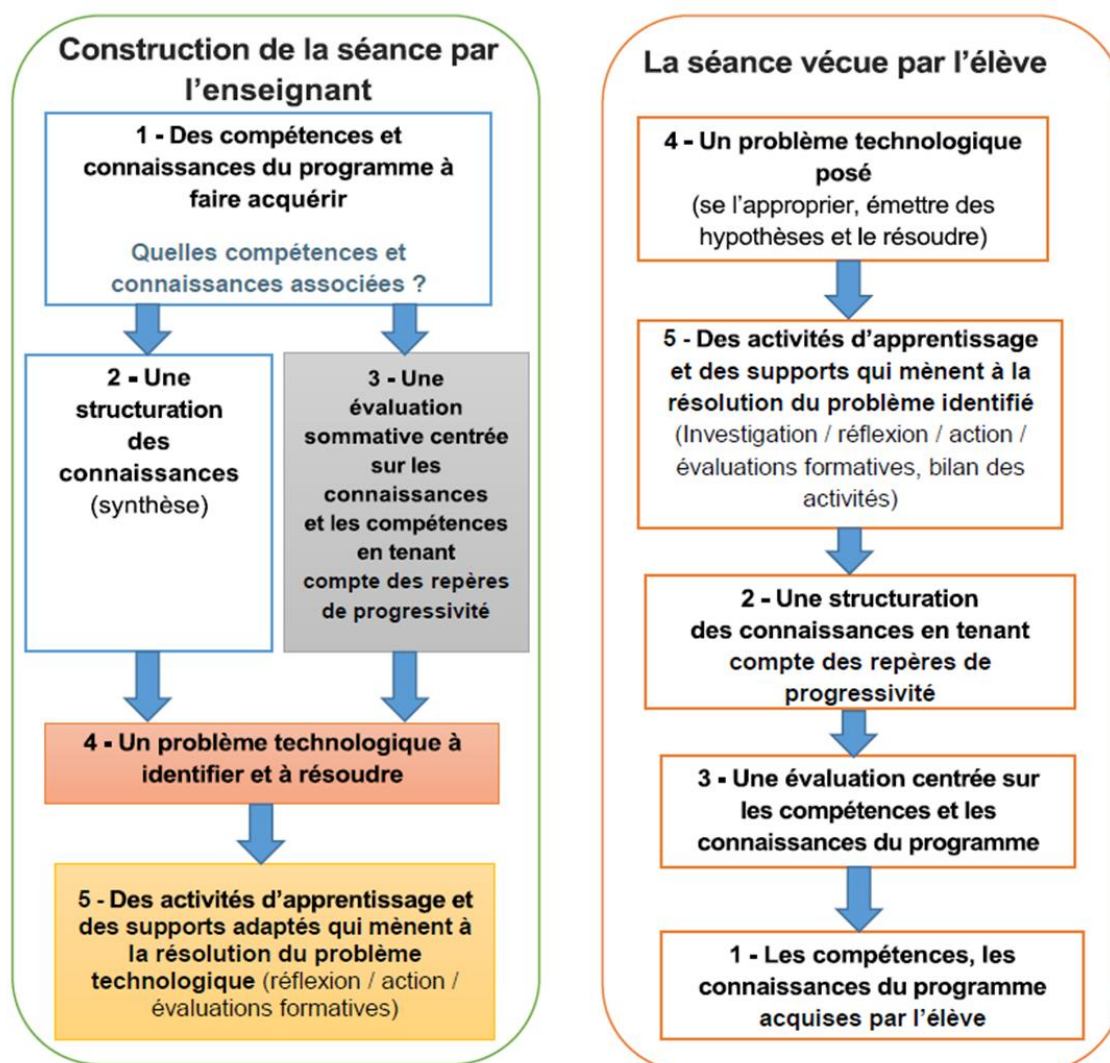 Construction de la séance par
l’enseignant
1 - Des compétences et
connaissances du programme à
faire acquérir
Quelles compétences et
connaissances associées ?
2 - Une
structuration
des
connaissances
(synthèse)
3 - Une
évaluation
sommative centrée
sur les
connaissances
et les compétences
en tenant
compte des repères
de progressivité
4 - Un problème technologique à
identifier et à résoudre
5 - Des activités d’apprentissage et
des supports adaptés qui mènent à
la résolution du problème
technologique (réflexion / action /
évaluations formatives)
La séance vécue par l’élève
4 - Un problème technologique
posé
(se l’approprier, émettre des
hypothèses et le résoudre)
5 - Des activités d’apprentissage
et des supports qui mènent à la
résolution du problème identifié
(Investigation / réflexion / action /
évaluations formatives, bilan des
activités)
2 - Une structuration
des connaissances en tenant
compte des repères de
progressivité
3 - Une évaluation centrée sur
les compétences et les
connaissances du programme
1 - Les compétences, les
connaissances du programme
acquises par l’élève